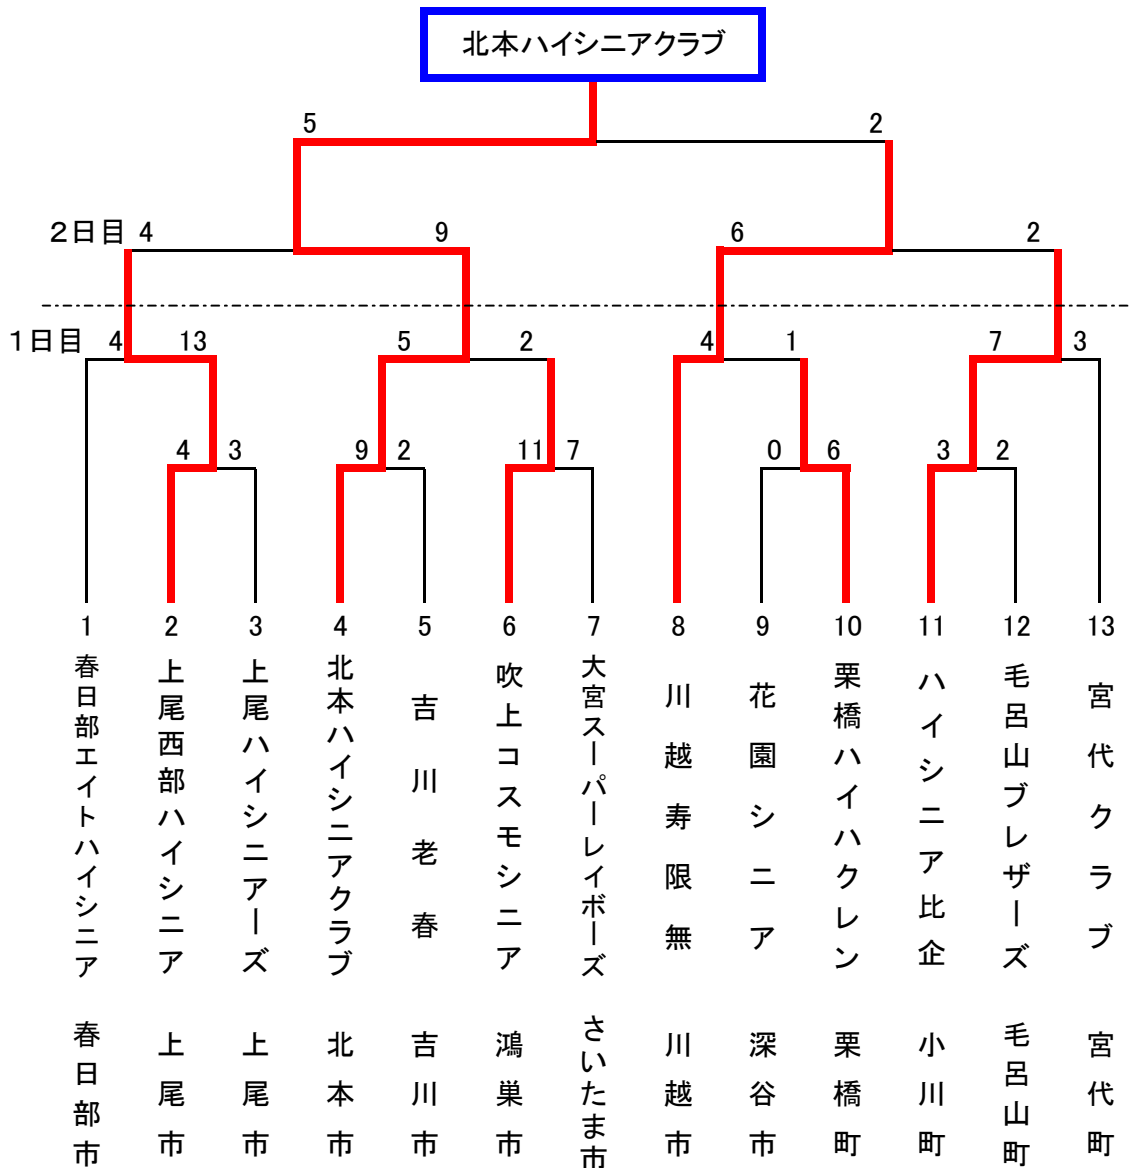 北本ハイシニアクラブ
5 2
2日目 4 9 6 2
1日目 4 13 5 2 4 1 7 3
4 3 9 2 11 7 0 6 3 2
1 2 3 4 5 6 7 8 9 10 11 12 13
春日部エイトハイシニア
上尾西部ハイシニア
上尾ハイシニアーズ
北本ハイシニアクラブ
吉川老春
吹上コスモシニア
大宮スーパーレイボーズ
川越寿限無
花園シニア
栗橋ハイハクレン
ハイシニア比企
毛呂山ブレザーズ
宮代クラブ
春日部市
上尾市
上尾市
北本市
吉川市
鴻巣市
さいたま市
川越市
深谷市
栗橋町
小川町
毛呂山町
宮代町